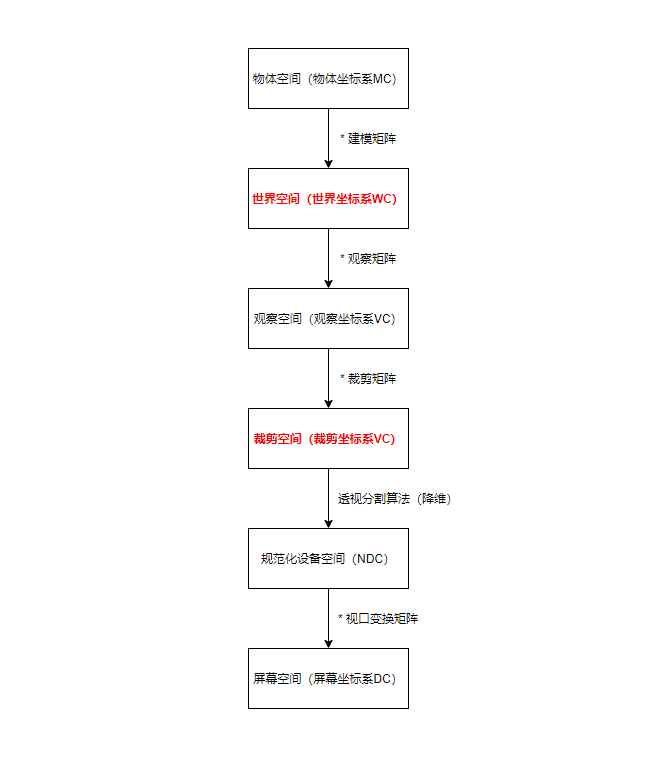 物体空间（物体坐标系MC）
* 建模矩阵
世界空间（世界坐标系WC）
* 观察矩阵
观察空间（观察坐标系VC）
* 裁剪矩阵
裁剪空间（裁剪坐标系VC）
透视分割算法（降维）
规范化设备空间（NDC）
* 视口变换矩阵
屏幕空间（屏幕坐标系DC）